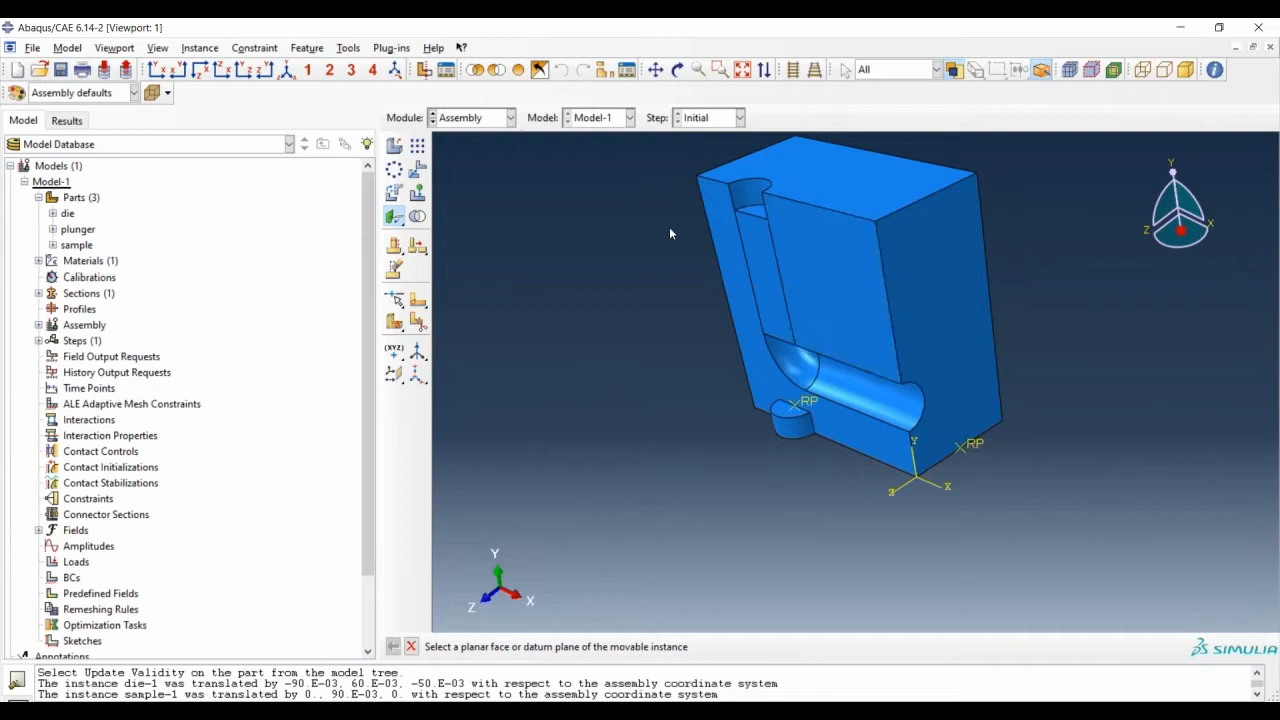 Abaqus/CAE 6.14-2 [Viewport: 1]
File Model Viewport View Instance Constraint Feature Tools Plug-ins Help
1 2 3 4 All
Assembly defaults
Model Results Module: Assembly Model: Model-1 Step: Initial
Model Database
Models (1)
Model-1
Parts (3)
die
plunger
sample
Materials (1)
Calibrations
Sections (1)
Profiles
Assembly
Steps (1)
Field Output Requests
History Output Requests
Time Points
ALE Adaptive Mesh Constraints
Interactions
Interaction Properties
Contact Controls
Contact Initializations
Contact Stabilizations
Constraints
Connector Sections
Fields
Amplitudes
Loads
BCs
Predefined Fields
Remeshing Rules
Optimization Tasks
Sketches
Annotations
(XYZ)
Y
X
Z
RP
RP
Y
X
Z
Y
X
Z
Select a planar face or datum plane of the movable instance
SIMULIA
Select Update Validity on the part from the model tree.
The instance die-1 was translated by -90.E-03, 60.E-03, -50.E-03 with respect to the assembly coordinate system
The instance sample-1 was translated by 0., 90.E-03, 0. with respect to the assembly coordinate system